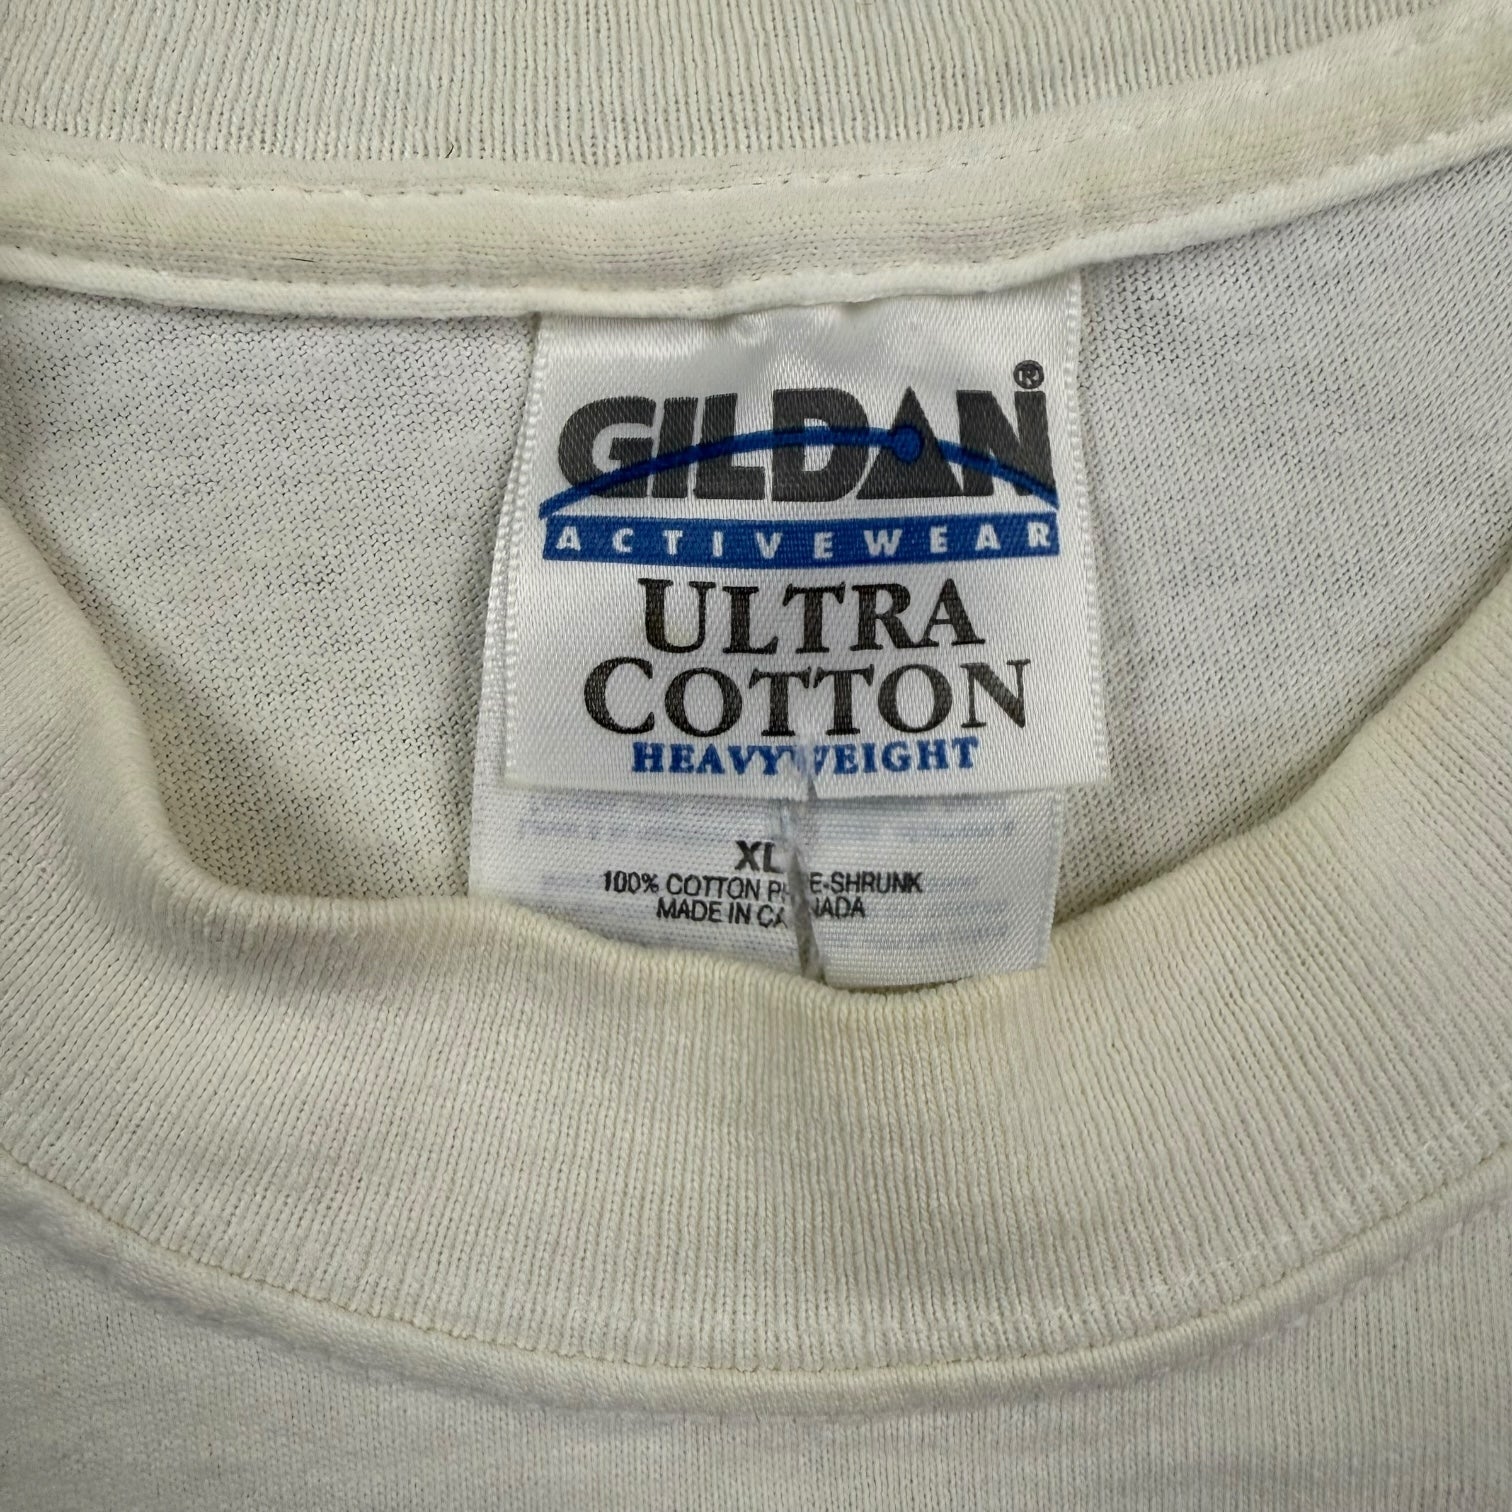 GILDAN®
ACTIVEWEAR
ULTRA
COTTON
HEAVYWEIGHT
XL
100% COTTON PRE-SHRUNK
MADE IN CANADA